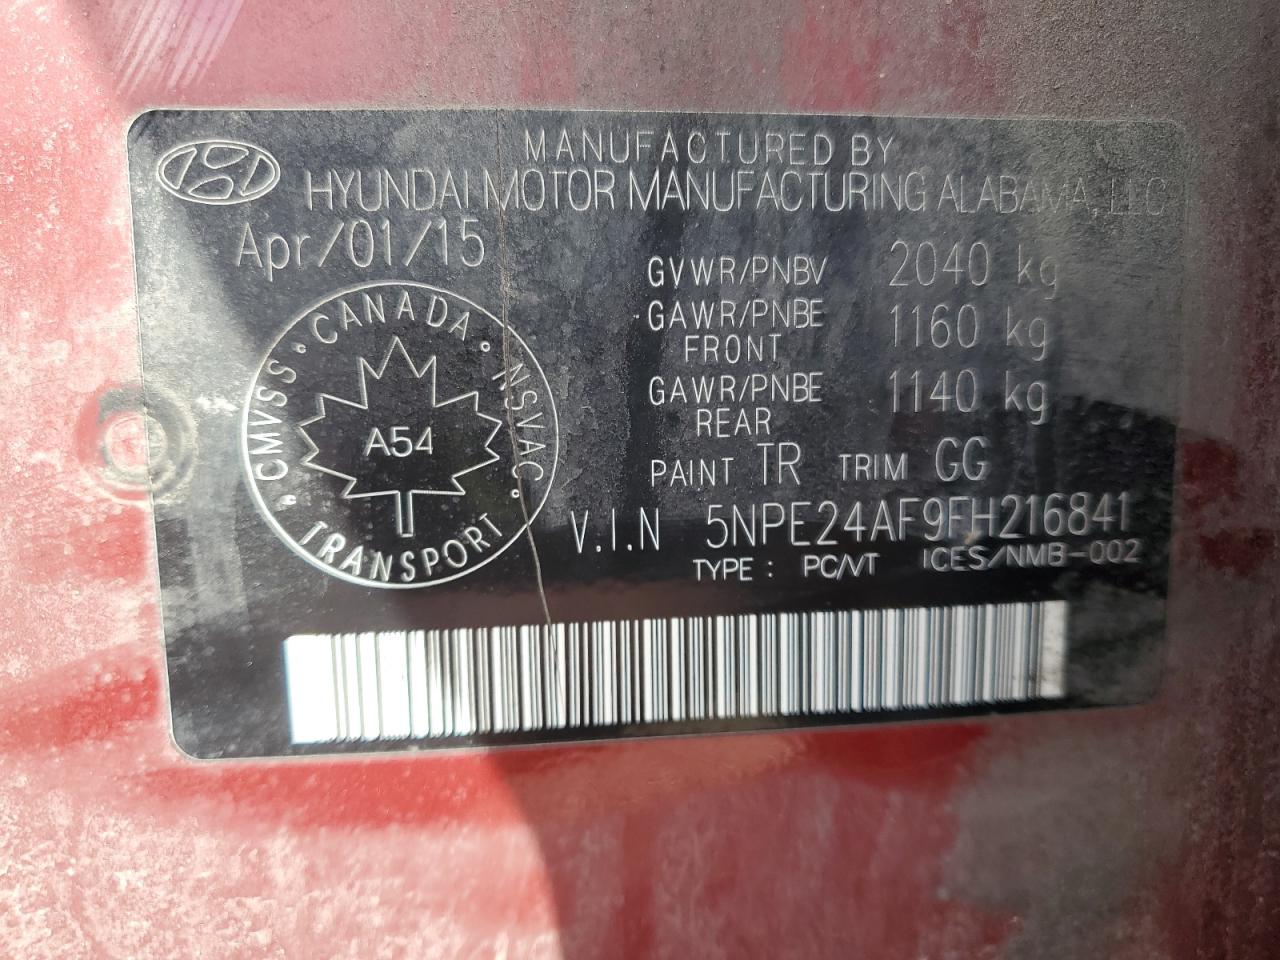 MANUFACTURED BY
HYUNDAI MOTOR MANUFACTURING ALABAMA, LLC
Apr/01/15
GVWR/PNBV 2040 kg
GAWR/PNBE FRONT 1160 kg
GAWR/PNBE REAR 1140 kg
PAINT TR TRIM GG
V.I.N 5NPE24AF9FH216841
TYPE : PC/VT ICES/NMB-002
CMVSS · CANADA · NSVAC ·
A54
TRANSPORT